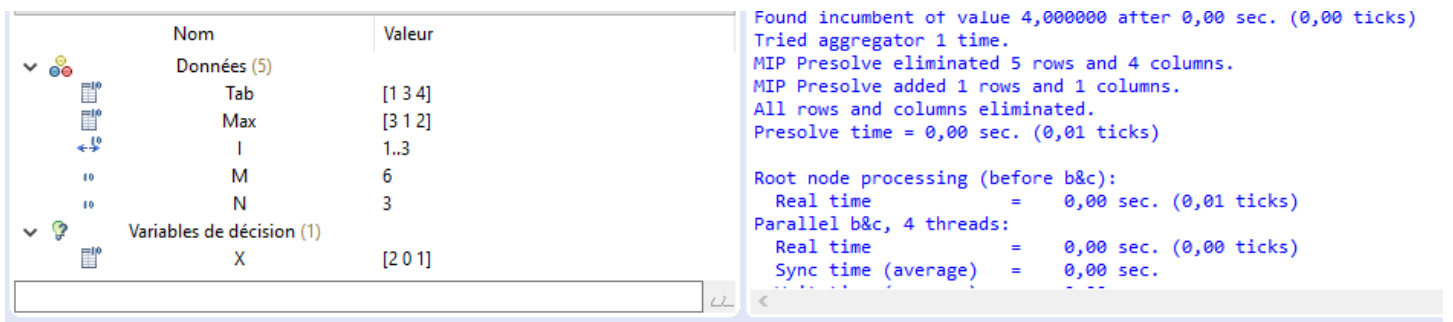 Nom Valeur
Données (5)
Tab [1 3 4]
Max [3 1 2]
I 1..3
M 6
N 3
Variables de décision (1)
X [2 0 1]
Found incumbent of value 4,000000 after 0,00 sec. (0,00 ticks)
Tried aggregator 1 time.
MIP Presolve eliminated 5 rows and 4 columns.
MIP Presolve added 1 rows and 1 columns.
All rows and columns eliminated.
Presolve time = 0,00 sec. (0,01 ticks)
Root node processing (before b&c):
Real time = 0,00 sec. (0,01 ticks)
Parallel b&c, 4 threads:
Real time = 0,00 sec. (0,00 ticks)
Sync time (average) = 0,00 sec.